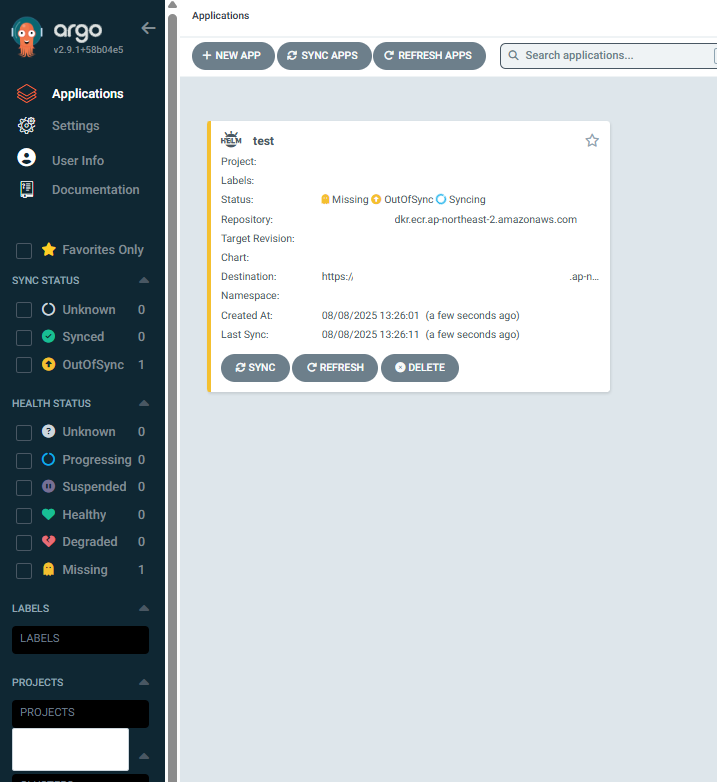 argo
v2.9.1+58b04e5
Applications
Settings
User Info
Documentation
Favorites Only
SYNC STATUS
Unknown 0
Synced 0
OutOfSync 1
HEALTH STATUS
Unknown 0
Progressing 0
Suspended 0
Healthy 0
Degraded 0
Missing 1
LABELS
LABELS
PROJECTS
PROJECTS
Applications
+ NEW APP SYNC APPS REFRESH APPS Search applications...
HELM test
Project:
Labels:
Status: Missing OutOfSync Syncing
Repository: dkr.ecr.ap-northeast-2.amazonaws.com
Target Revision:
Chart:
Destination: https:// .ap-n...
Namespace:
Created At: 08/08/2025 13:26:01 (a few seconds ago)
Last Sync: 08/08/2025 13:26:11 (a few seconds ago)
SYNC REFRESH DELETE